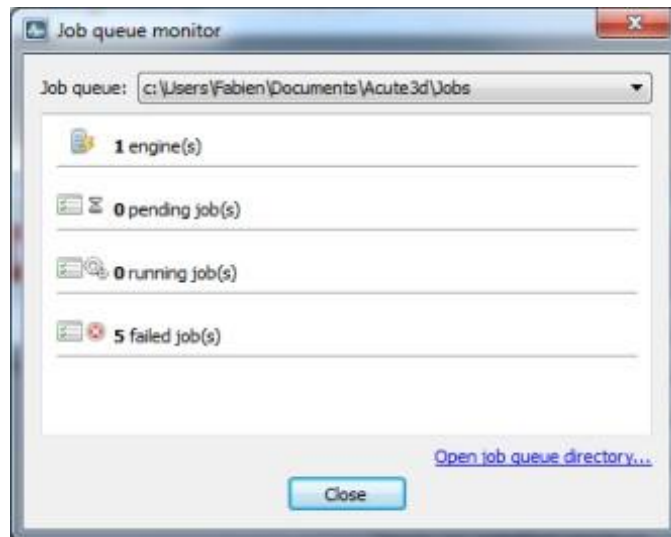 Job queue monitor
Job queue: c:\Users\Fabien\Documents\Acute3d\Jobs
1 engine(s)
0 pending job(s)
0 running job(s)
5 failed job(s)
Open job queue directory...
Close